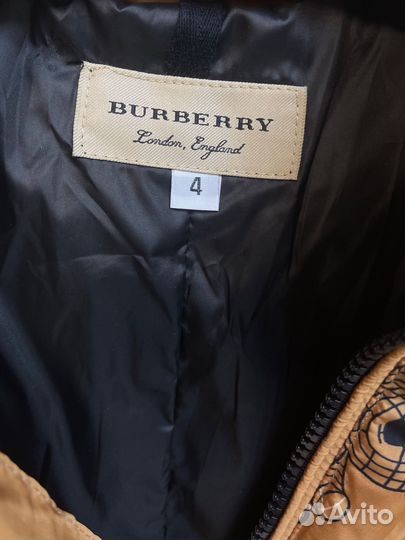 BURBERRY
London, England
4
Avito